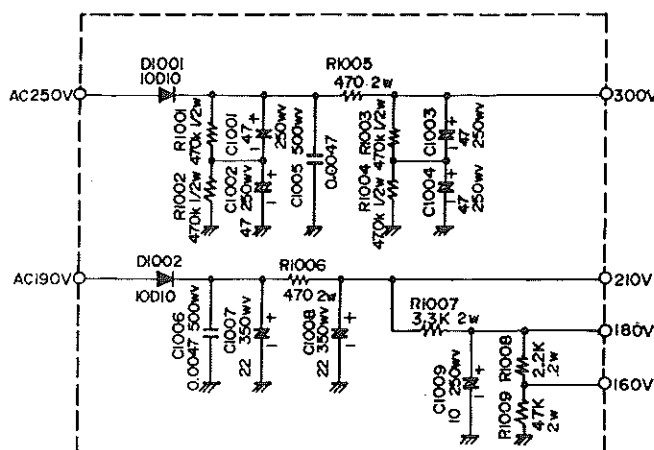 D1001
10D10
AC250V
R1001
470k 1/2w
R1002
470k 1/2w
C1001
47
250wv
+
-
C1002
47 250wv
+
-
C1005 500wv
0.0047
R1005
470 2w
R1003
470k 1/2w
R1004
470k 1/2w
C1003
47
250wv
+
-
C1004
47
250wv
+
-
300V
D1002
10D10
AC190V
C1006
0.0047 500wv
C1007
22 350wv
+
-
R1006
470 2w
C1008
22 350wv
+
-
210V
R1007
3.3K 2w
180V
C1009
10 250wv
+
-
R1008
2.2K
2w
160V
R1009
47K
2w